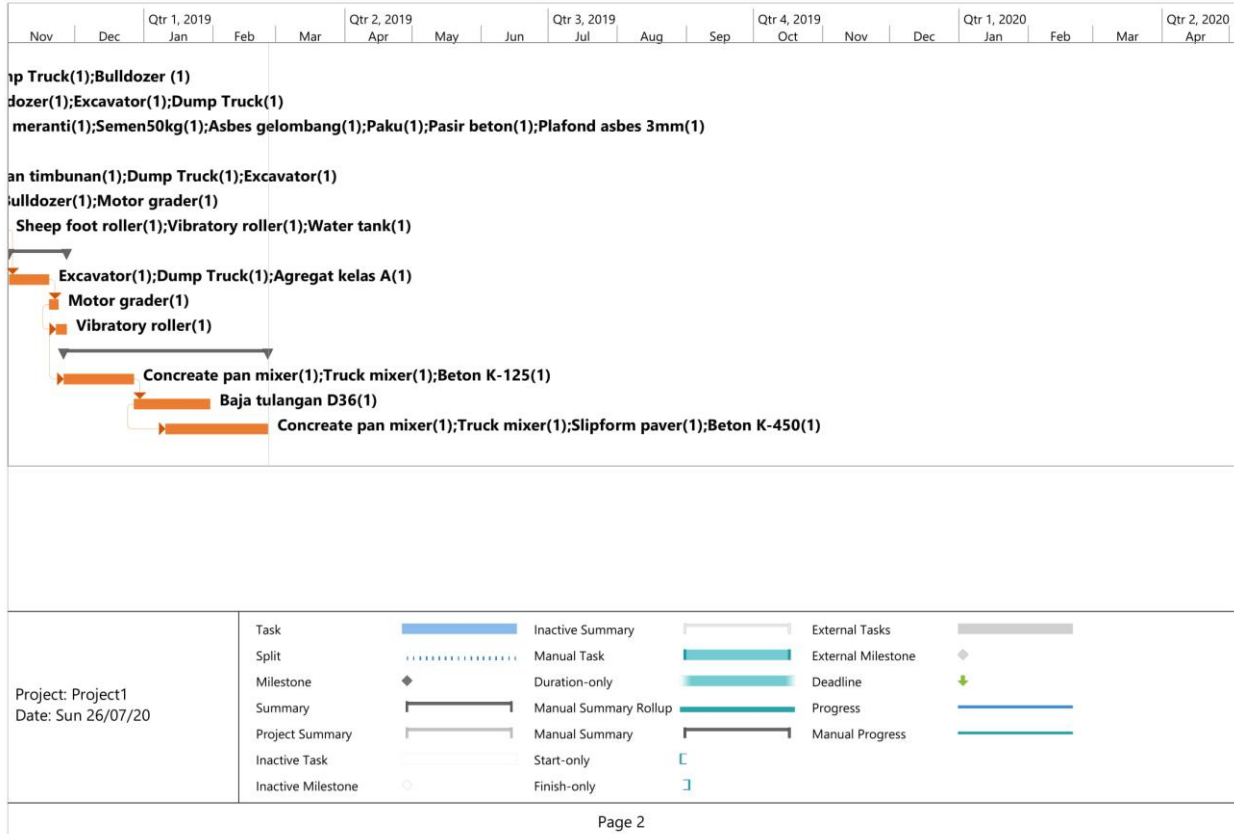 Qtr 1, 2019 Qtr 2, 2019 Qtr 3, 2019 Qtr 4, 2019 Qtr 1, 2020 Qtr 2, 2020
Nov Dec Jan Feb Mar Apr May Jun Jul Aug Sep Oct Nov Dec Jan Feb Mar Apr
Truck(1);Bulldozer (1)
dozer(1);Excavator(1);Dump Truck(1)
meranti(1);Semen50kg(1);Asbes gelombang(1);Paku(1);Pasir beton(1);Plafond asbes 3mm(1)
an timbunan(1);Dump Truck(1);Excavator(1)
Bulldozer(1);Motor grader(1)
Sheep foot roller(1);Vibratory roller(1);Water tank(1)
Excavator(1);Dump Truck(1);Agregat kelas A(1)
Motor grader(1)
Vibratory roller(1)
Concreate pan mixer(1);Truck mixer(1);Beton K-125(1)
Baja tulangan D36(1)
Concreate pan mixer(1);Truck mixer(1);Slipform paver(1);Beton K-450(1)
Project: Project1
Date: Sun 26/07/20
Task
Split
Milestone
Summary
Project Summary
Inactive Task
Inactive Milestone
Inactive Summary
Manual Task
Duration-only
Manual Summary Rollup
Manual Summary
Start-only
Finish-only
External Tasks
External Milestone
Deadline
Progress
Manual Progress
Page 2